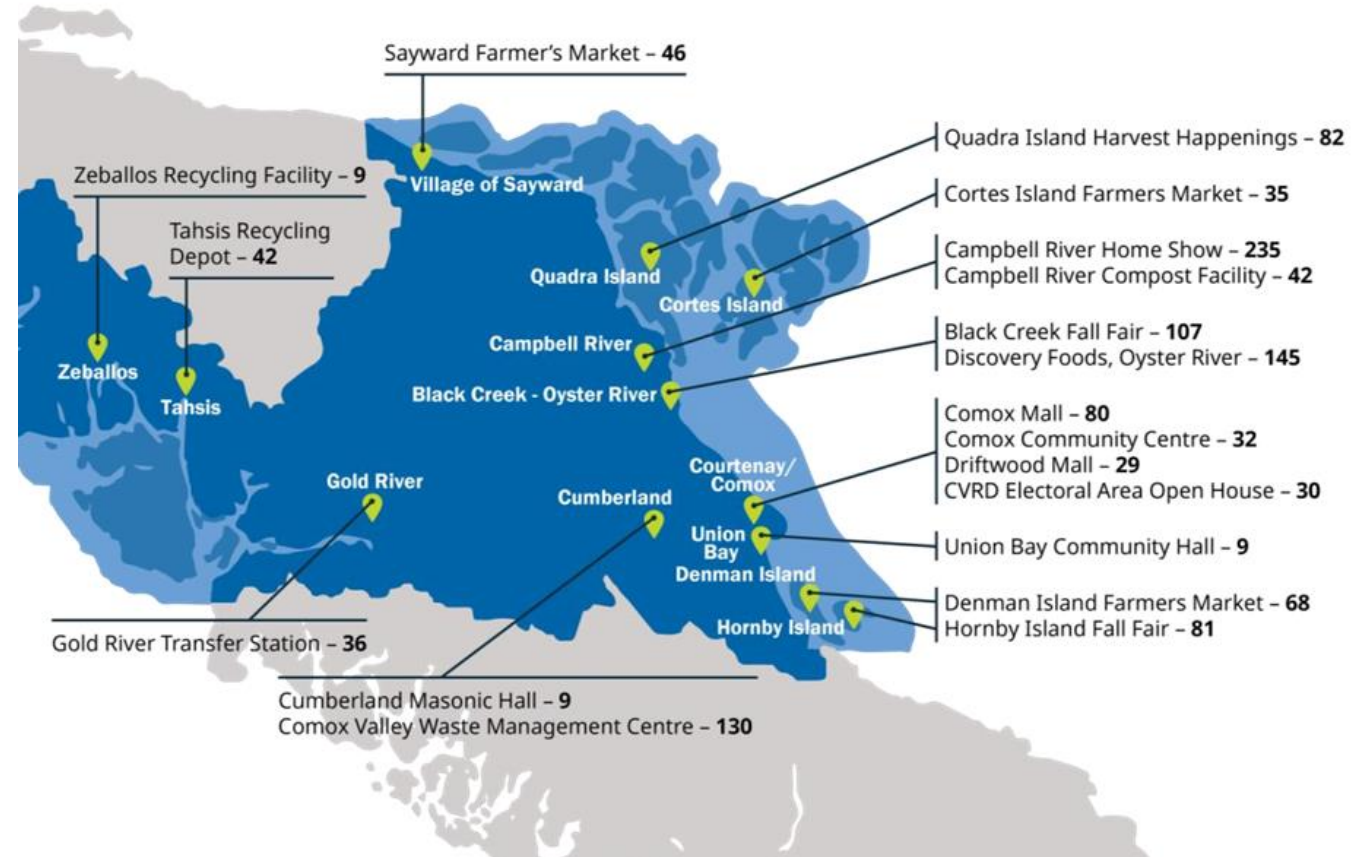 Sayward Farmer’s Market – 46
Zeballos Recycling Facility – 9
Tahsis Recycling
Depot – 42
Village of Sayward
Quadra Island
Cortes Island
Campbell River
Black Creek - Oyster River
Zeballos
Tahsis
Gold River
Cumberland
Courtenay/
Comox
Union
Bay
Denman Island
Hornby Island
Quadra Island Harvest Happenings – 82
Cortes Island Farmers Market – 35
Campbell River Home Show – 235
Campbell River Compost Facility – 42
Black Creek Fall Fair – 107
Discovery Foods, Oyster River – 145
Comox Mall – 80
Comox Community Centre – 32
Driftwood Mall – 29
CVRD Electoral Area Open House – 30
Union Bay Community Hall – 9
Denman Island Farmers Market – 68
Hornby Island Fall Fair – 81
Gold River Transfer Station – 36
Cumberland Masonic Hall – 9
Comox Valley Waste Management Centre – 130